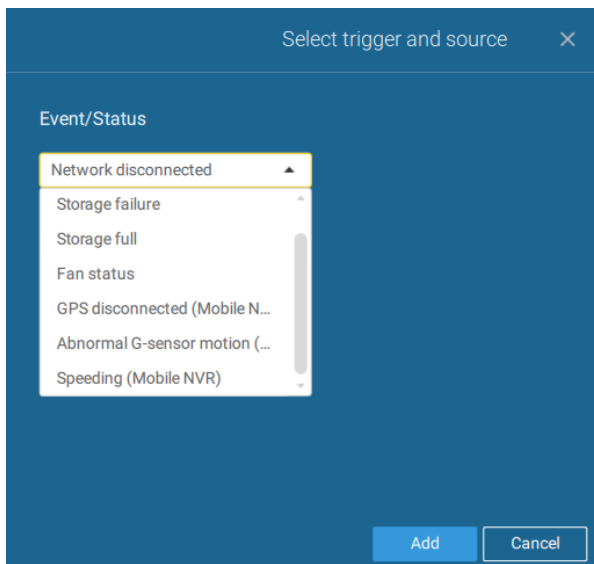 Select trigger and source
Event/Status
Network disconnected
Storage failure
Storage full
Fan status
GPS disconnected (Mobile N...
Abnormal G-sensor motion (...
Speeding (Mobile NVR)
Add Cancel